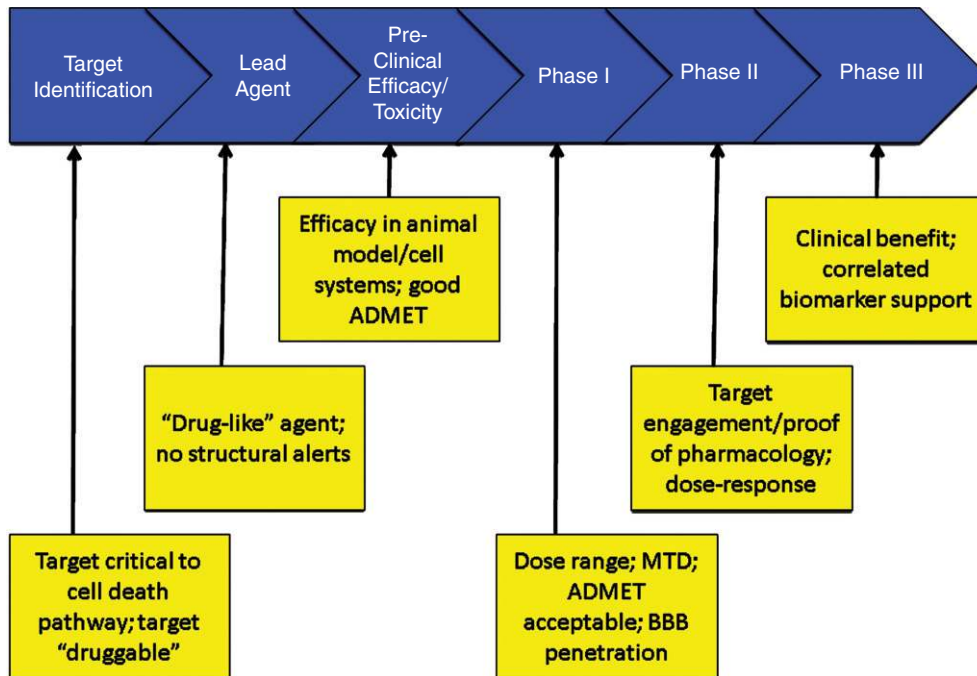 Target
Identification
Lead
Agent
Pre-
Clinical
Efficacy/
Toxicity
Phase I
Phase II
Phase III
Efficacy in animal
model/cell
systems; good
ADMET
Clinical benefit;
correlated
biomarker support
“Drug-like” agent;
no structural alerts
Target
engagement/proof
of pharmacology;
dose-response
Target critical to
cell death
pathway; target
“druggable”
Dose range; MTD;
ADMET
acceptable; BBB
penetration